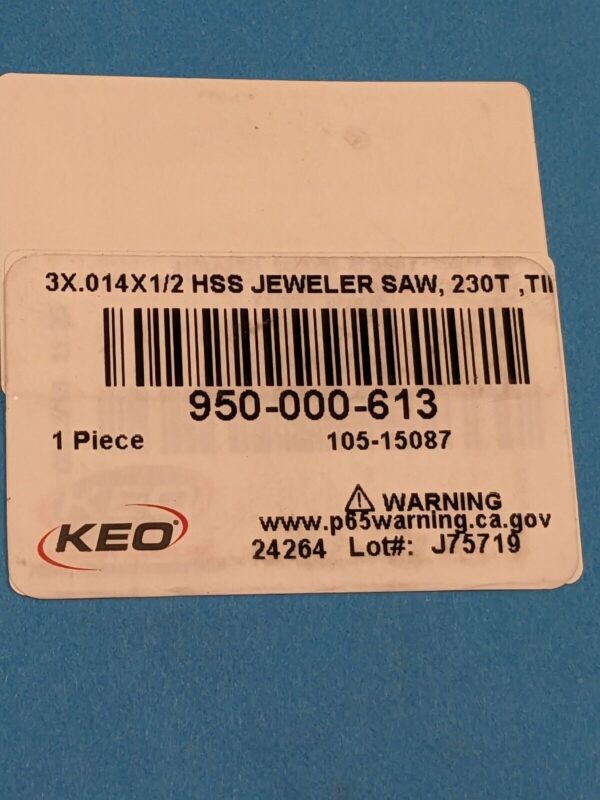 3X.014X1/2 HSS JEWELER SAW, 230T ,TI
950-000-613
1 Piece 105-15087
⚠ WARNING
www.p65warning.ca.gov
KEO®
24264 Lot#: J75719